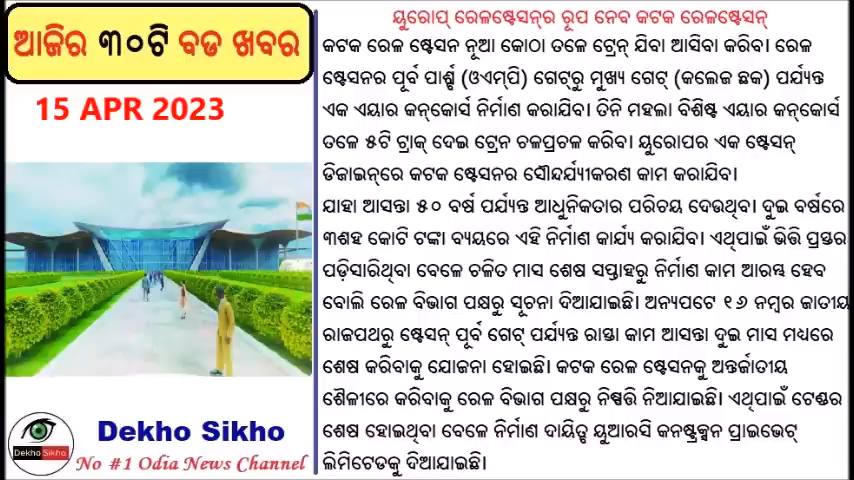 ଆଜିର ୩୦ଟି ବଡ ଖବର
15 APR 2023
Dekho Sikho
Dekho Sikho
No #1 Odia News Channel
ୟୁରୋପ୍ ରେଳଷ୍ଟେସନ୍‌ର ରୂପ ନେବ କଟକ ରେଳଷ୍ଟେସନ୍
କଟକ ରେଳ ଷ୍ଟେସନ ନୂଆ କୋଠା ତଳେ ଟ୍ରେନ୍ ଯିବା ଆସିବା କରିବ। ରେଳ
ଷ୍ଟେସନର ପୂର୍ବ ପାର୍ଶ୍ବ (ଓଏମ୍‌ପି) ଗେଟ୍‌ରୁ ମୁଖ୍ୟ ଗେଟ୍ (କଲେଜ ଛକ) ପର୍ଯ୍ୟନ୍ତ
ଏକ ଏୟାର କନ୍‌କୋର୍ସ ନିର୍ମାଣ କରାଯିବ। ତିନି ମହଲା ବିଶିଷ୍ଟ ଏୟାର କନ୍‌କୋର୍ସ
ତଳେ ୫ଟି ଟ୍ରାକ୍ ଦେଇ ଟ୍ରେନ ଚଳପ୍ରଚଳ କରିବ। ୟୁରୋପର ଏକ ଷ୍ଟେସନ୍
ଡିଜାଇନ୍‌ରେ କଟକ ଷ୍ଟେସନର ସୌନ୍ଦର୍ଯ୍ୟୀକରଣ କାମ କରାଯିବ।
ଯାହା ଆସନ୍ତା ୫୦ ବର୍ଷ ପର୍ଯ୍ୟନ୍ତ ଆଧୁନିକତାର ପରିଚୟ ଦେଉଥିବ। ଦୁଇ ବର୍ଷରେ
୩ଶହ କୋଟି ଟଙ୍କା ବ୍ୟୟରେ ଏହି ନିର୍ମାଣ କାର୍ଯ୍ୟ କରାଯିବ। ଏଥିପାଇଁ ଭିତ୍ତି ପ୍ରସ୍ତର
ପଡ଼ିସାରିଥିବା ବେଳେ ଚଳିତ ମାସ ଶେଷ ସପ୍ତାହରୁ ନିର୍ମାଣ କାମ ଆରମ୍ଭ ହେବ
ବୋଲି ରେଳ ବିଭାଗ ପକ୍ଷରୁ ସୂଚନା ଦିଆଯାଇଛି। ଅନ୍ୟପଟେ ୧୬ ନମ୍ବର ଜାତୀୟ
ରାଜପଥରୁ ଷ୍ଟେସନ୍ ପୂର୍ବ ଗେଟ୍ ପର୍ଯ୍ୟନ୍ତ ରାସ୍ତା କାମ ଆସନ୍ତା ଦୁଇ ମାସ ମଧ୍ୟରେ
ଶେଷ କରିବାକୁ ଯୋଜନା ହୋଇଛି। କଟକ ରେଳ ଷ୍ଟେସନକୁ ଅନ୍ତର୍ଜାତୀୟ
ଶୈଳୀରେ କରିବାକୁ ରେଳ ବିଭାଗ ପକ୍ଷରୁ ନିଷ୍ପତ୍ତି ନିଆଯାଇଛି। ଏଥିପାଇଁ ଟେଣ୍ଡର
ଶେଷ ହୋଇଥିବା ବେଳେ ନିର୍ମାଣ ଦାୟିତ୍ବ ୟୁଆରସି କନଷ୍ଟ୍ରକ୍ସନ ପ୍ରାଇଭେଟ୍
ଲିମିଟେଡକୁ ଦିଆଯାଇଛି।